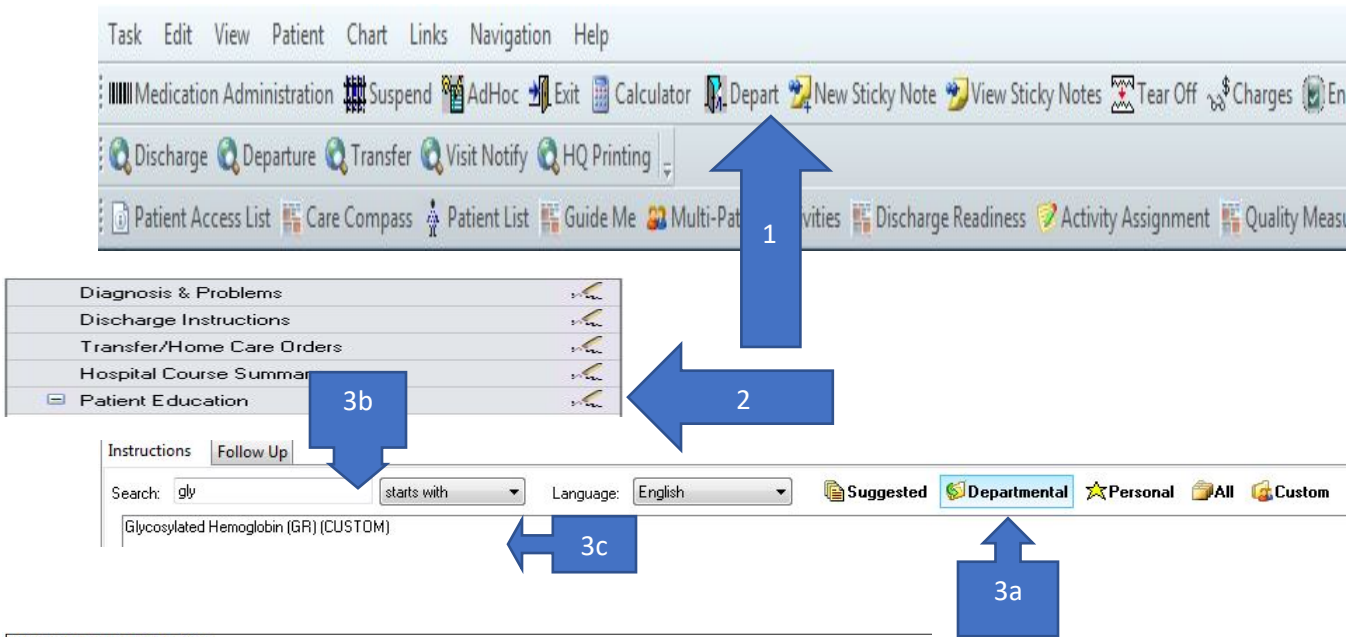 Task Edit View Patient Chart Links Navigation Help
Medication Administration Suspend AdHoc Exit Calculator Depart New Sticky Note View Sticky Notes Tear Off Charges En
Discharge Departure Transfer Visit Notify HQ Printing
Patient Access List Care Compass Patient List Guide Me Multi-Pat vities Discharge Readiness Activity Assignment Quality Measu
1
Diagnosis & Problems
Discharge Instructions
Transfer/Home Care Orders
Hospital Course Summar
Patient Education
2
3b
Instructions Follow Up
Search: gly starts with Language: English Suggested Departmental Personal All Custom
Glycosylated Hemoglobin (GR) (CUSTOM)
3c
3a